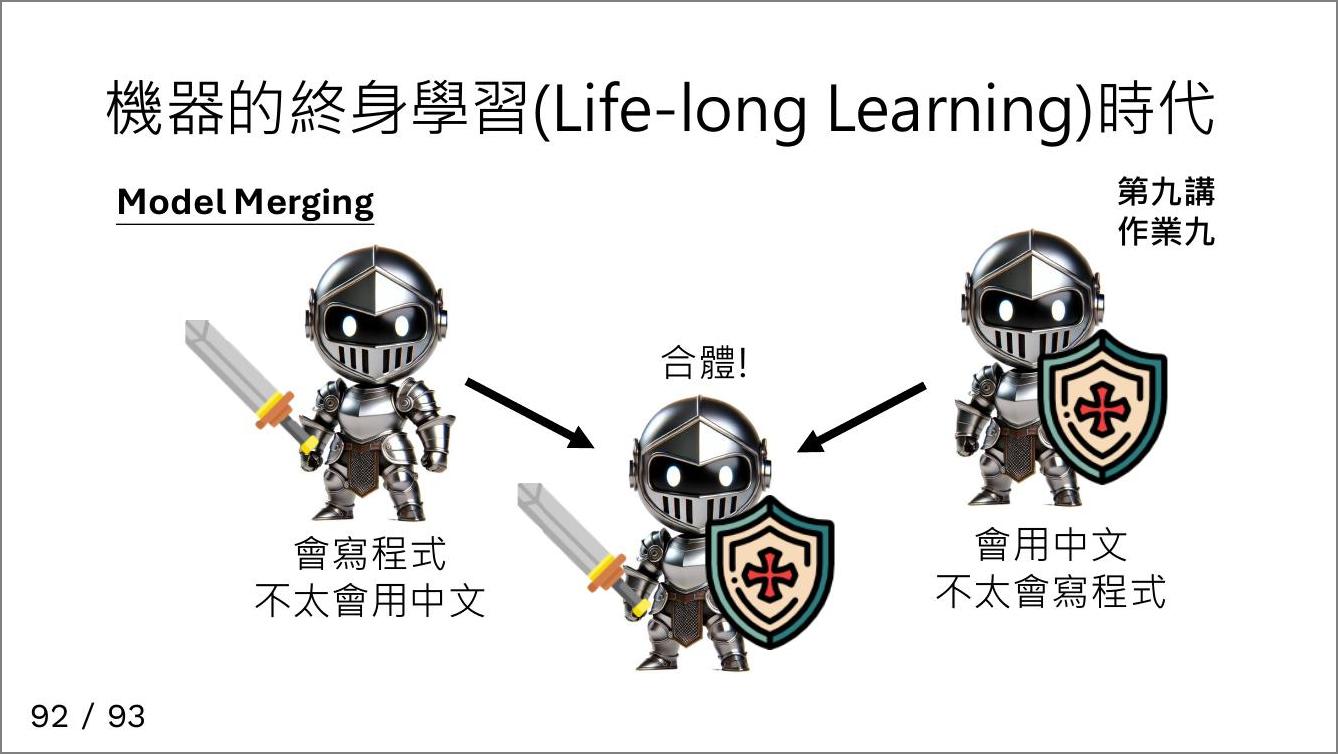 機器的終身學習(Life-long Learning)時代
Model Merging
第九講
作業九
合體!
會寫程式
不太會用中文
會用中文
不太會寫程式
92 / 93